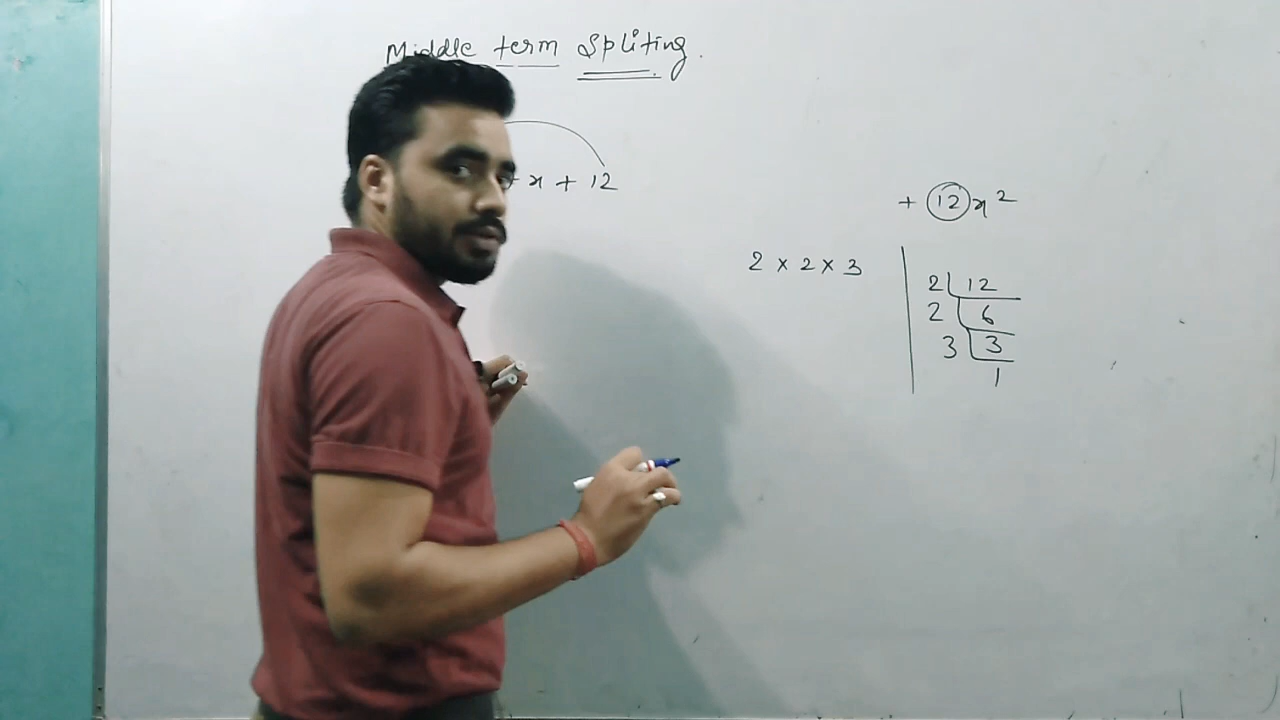 Middle term Spliting.
x + 12
+ 12x²
2 × 2 × 3
2 | 12
2 | 6
3 | 3
1